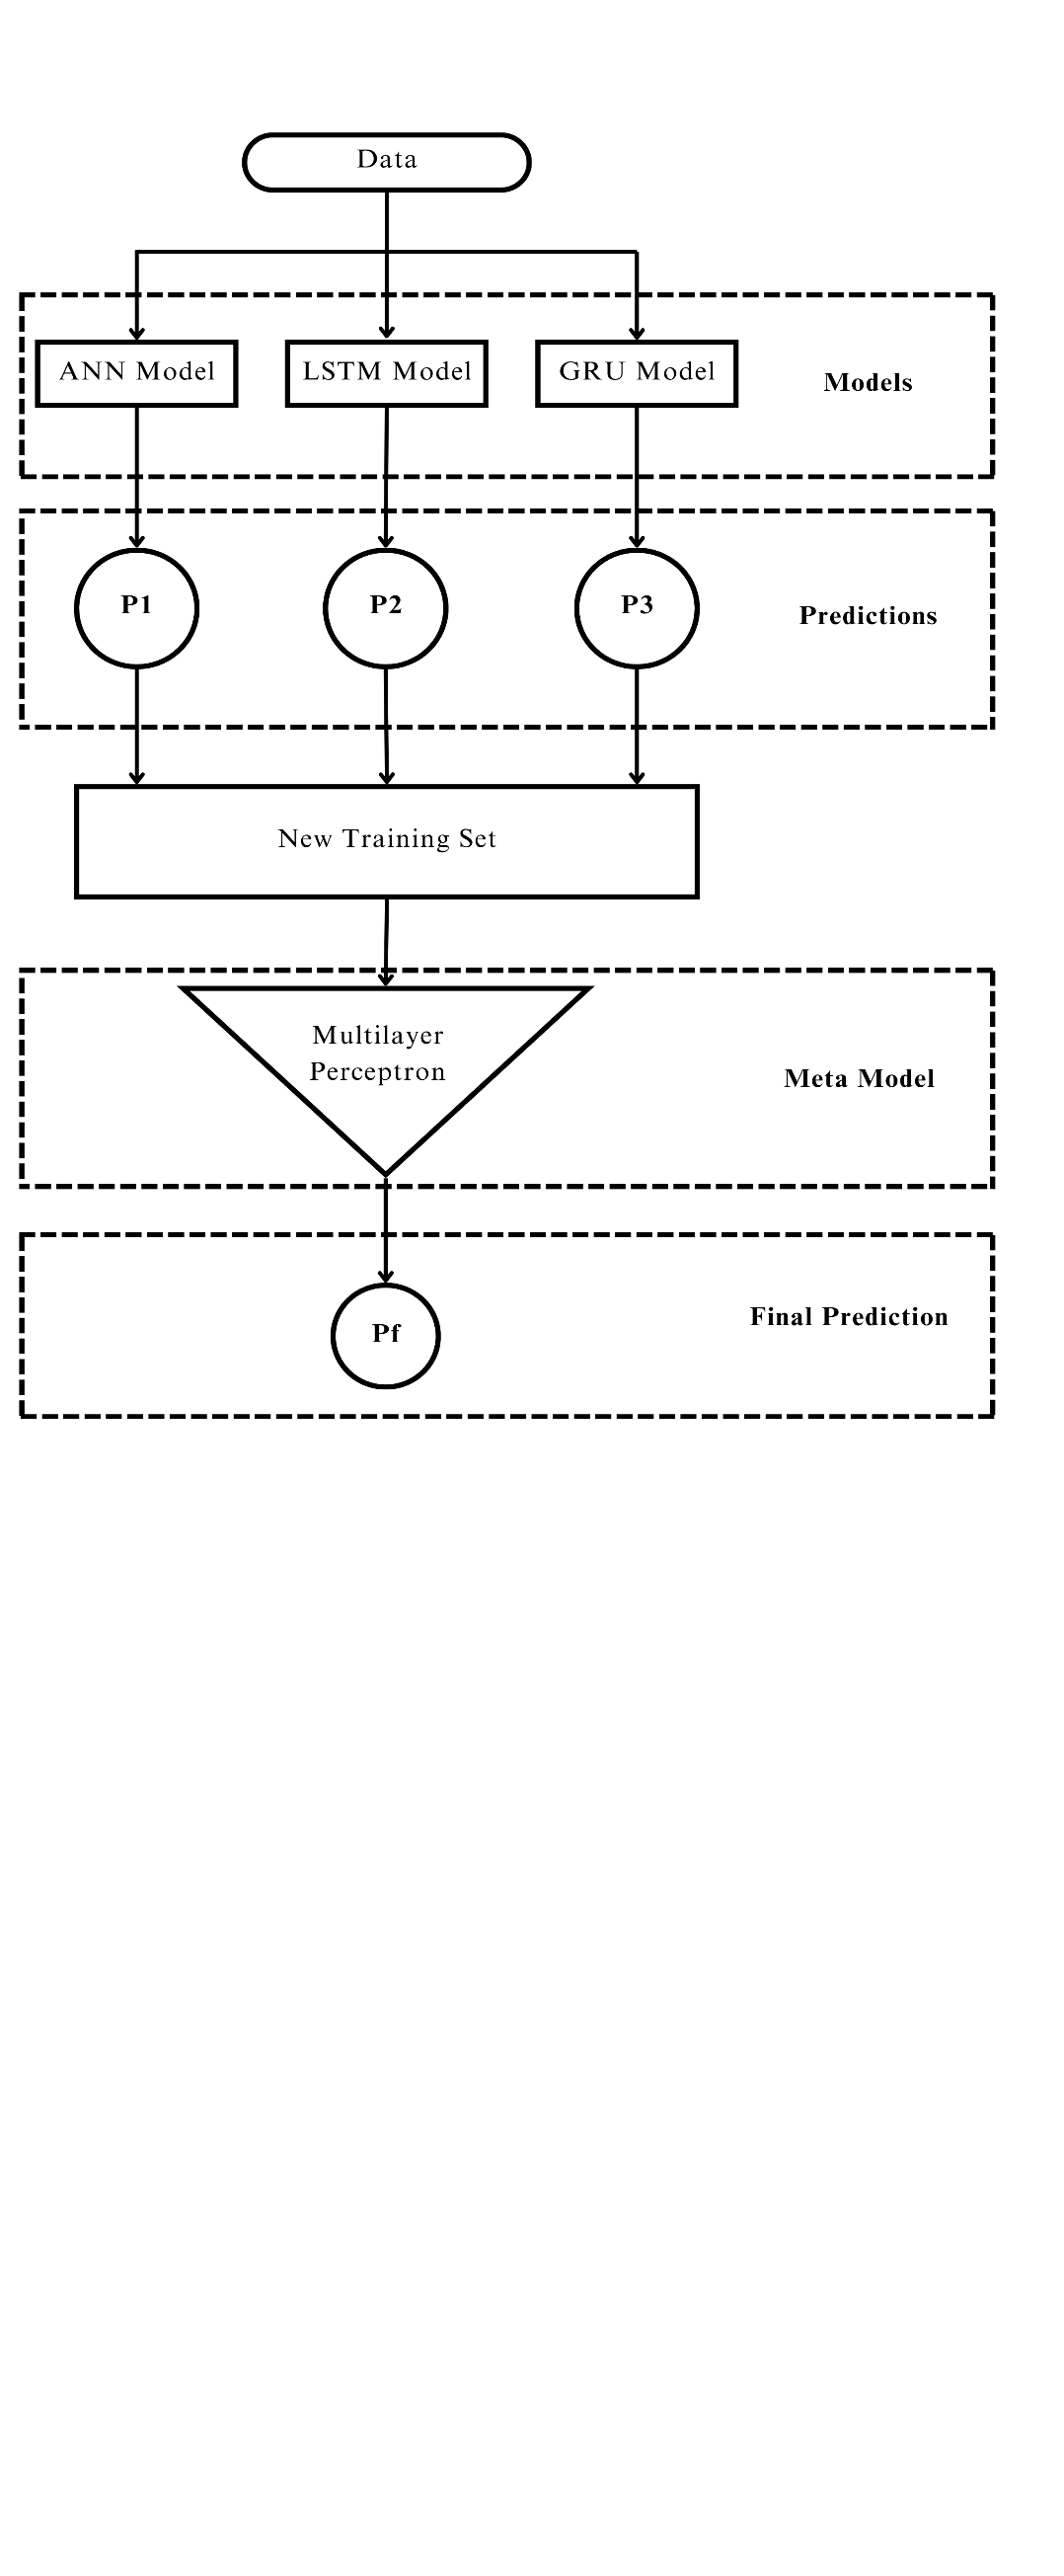 Data
ANN Model
LSTM Model
GRU Model
Models
P1
P2
P3
Predictions
New Training Set
Multilayer
Perceptron
Meta Model
Pf
Final Prediction